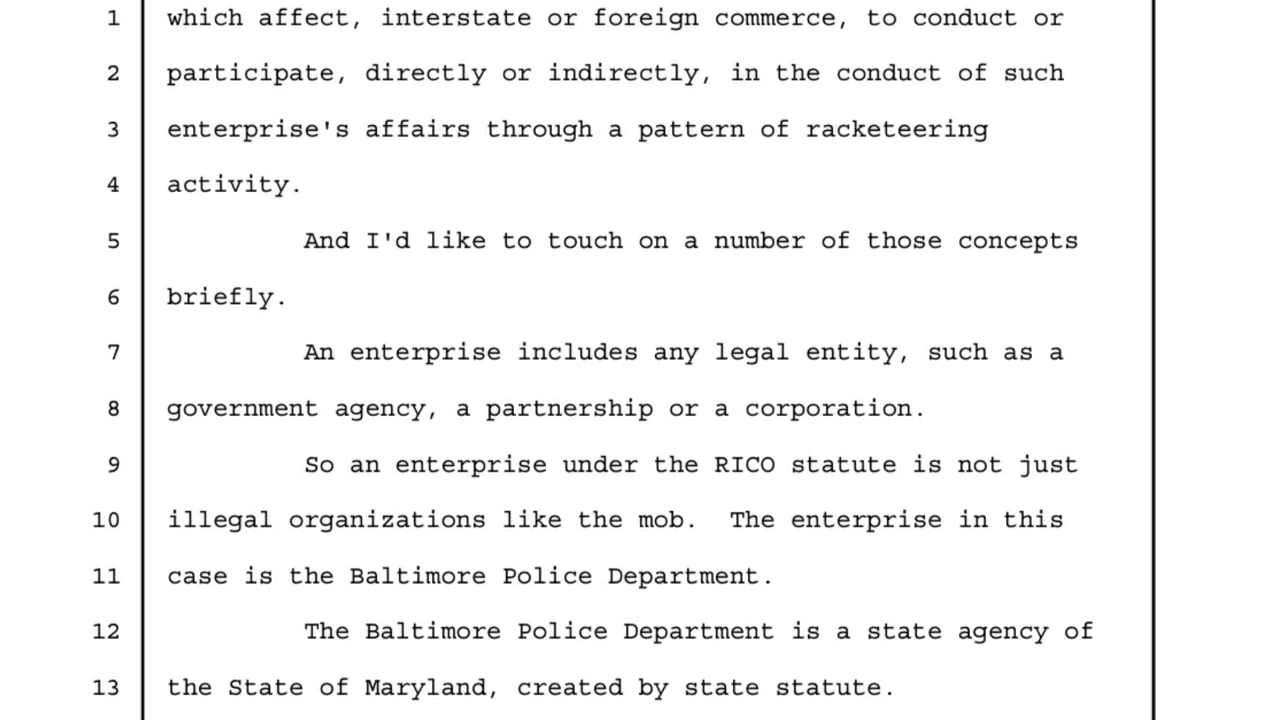 1 which affect, interstate or foreign commerce, to conduct or
2 participate, directly or indirectly, in the conduct of such
3 enterprise's affairs through a pattern of racketeering
4 activity.
5 And I'd like to touch on a number of those concepts
6 briefly.
7 An enterprise includes any legal entity, such as a
8 government agency, a partnership or a corporation.
9 So an enterprise under the RICO statute is not just
10 illegal organizations like the mob. The enterprise in this
11 case is the Baltimore Police Department.
12 The Baltimore Police Department is a state agency of
13 the State of Maryland, created by state statute.